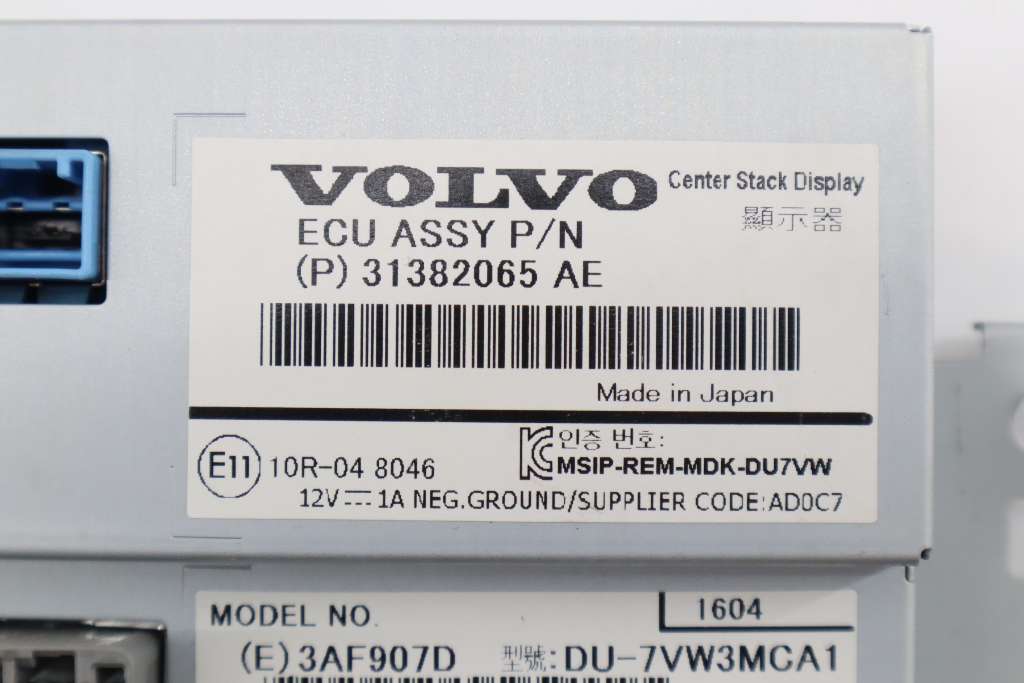 VOLVO Center Stack Display
顯示器
ECU ASSY P/N
(P) 31382065 AE
Made in Japan
E11 10R-04 8046
인증 번호:
MSIP-REM-MDK-DU7VW
12V⎓1A NEG.GROUND/SUPPLIER CODE:AD0C7
MODEL NO. 1604
(E)3AF907D 型號:DU-7VW3MCA1